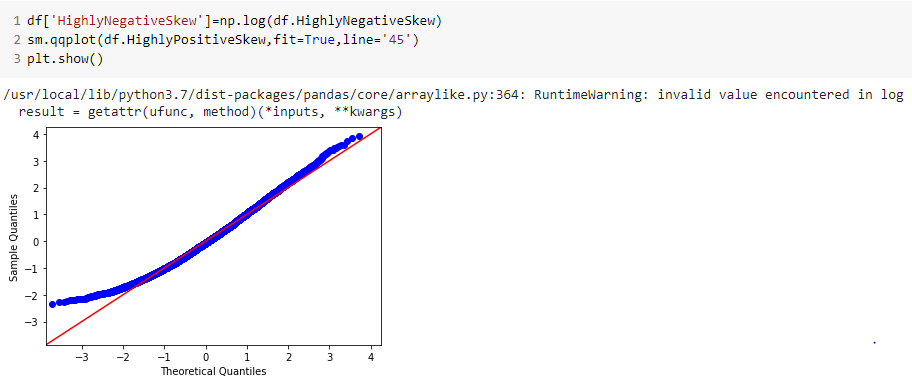 1 df['HighlyNegativeSkew']=np.log(df.HighlyNegativeSkew)
2 sm.qqplot(df.HighlyPositiveSkew,fit=True,line='45')
3 plt.show()
/usr/local/lib/python3.7/dist-packages/pandas/core/arraylike.py:364: RuntimeWarning: invalid value encountered in log
result = getattr(ufunc, method)(*inputs, **kwargs)
4
3
2
1
0
−1
−2
−3
Sample Quantiles
−3 −2 −1 0 1 2 3 4
Theoretical Quantiles